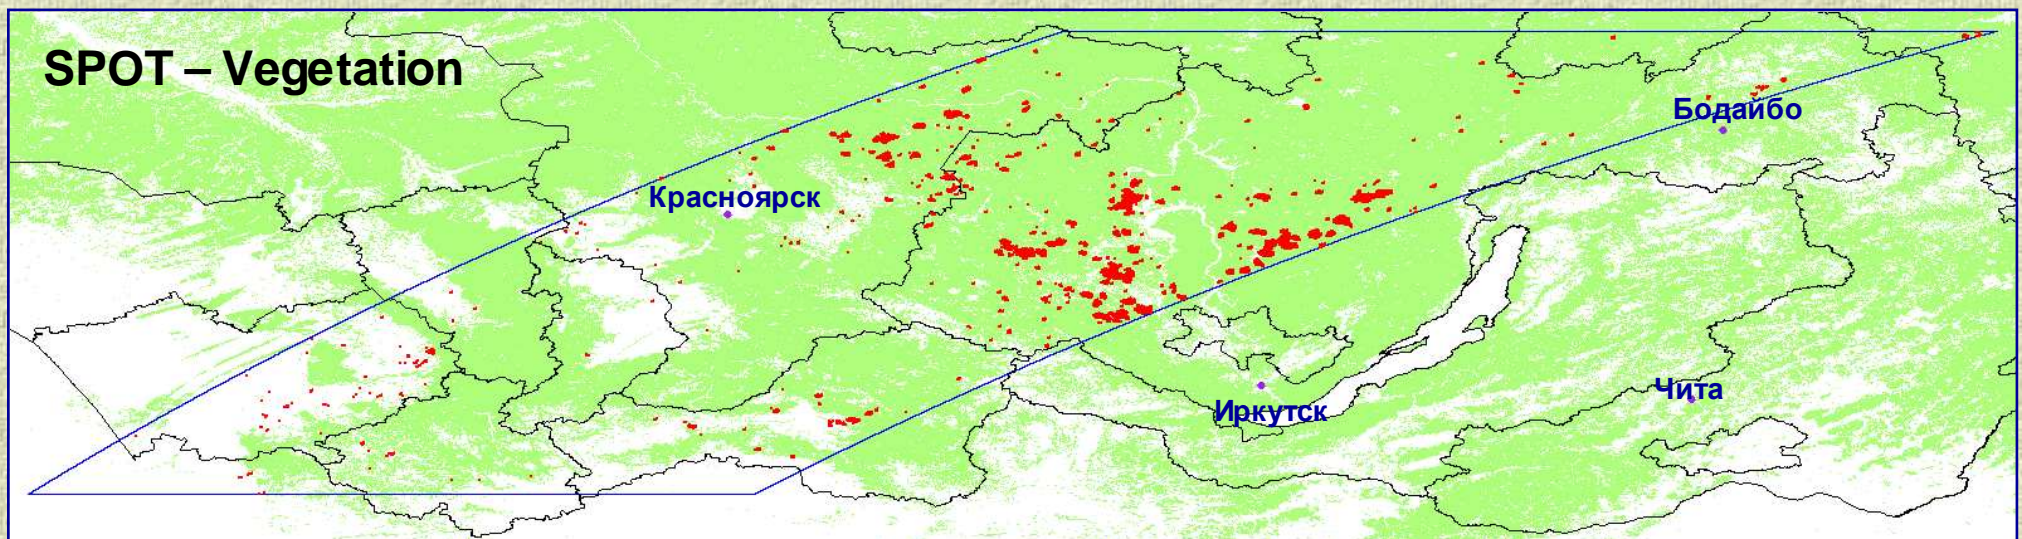 SPOT – Vegetation
Бодайбо
Красноярск
Чита
Иркутск